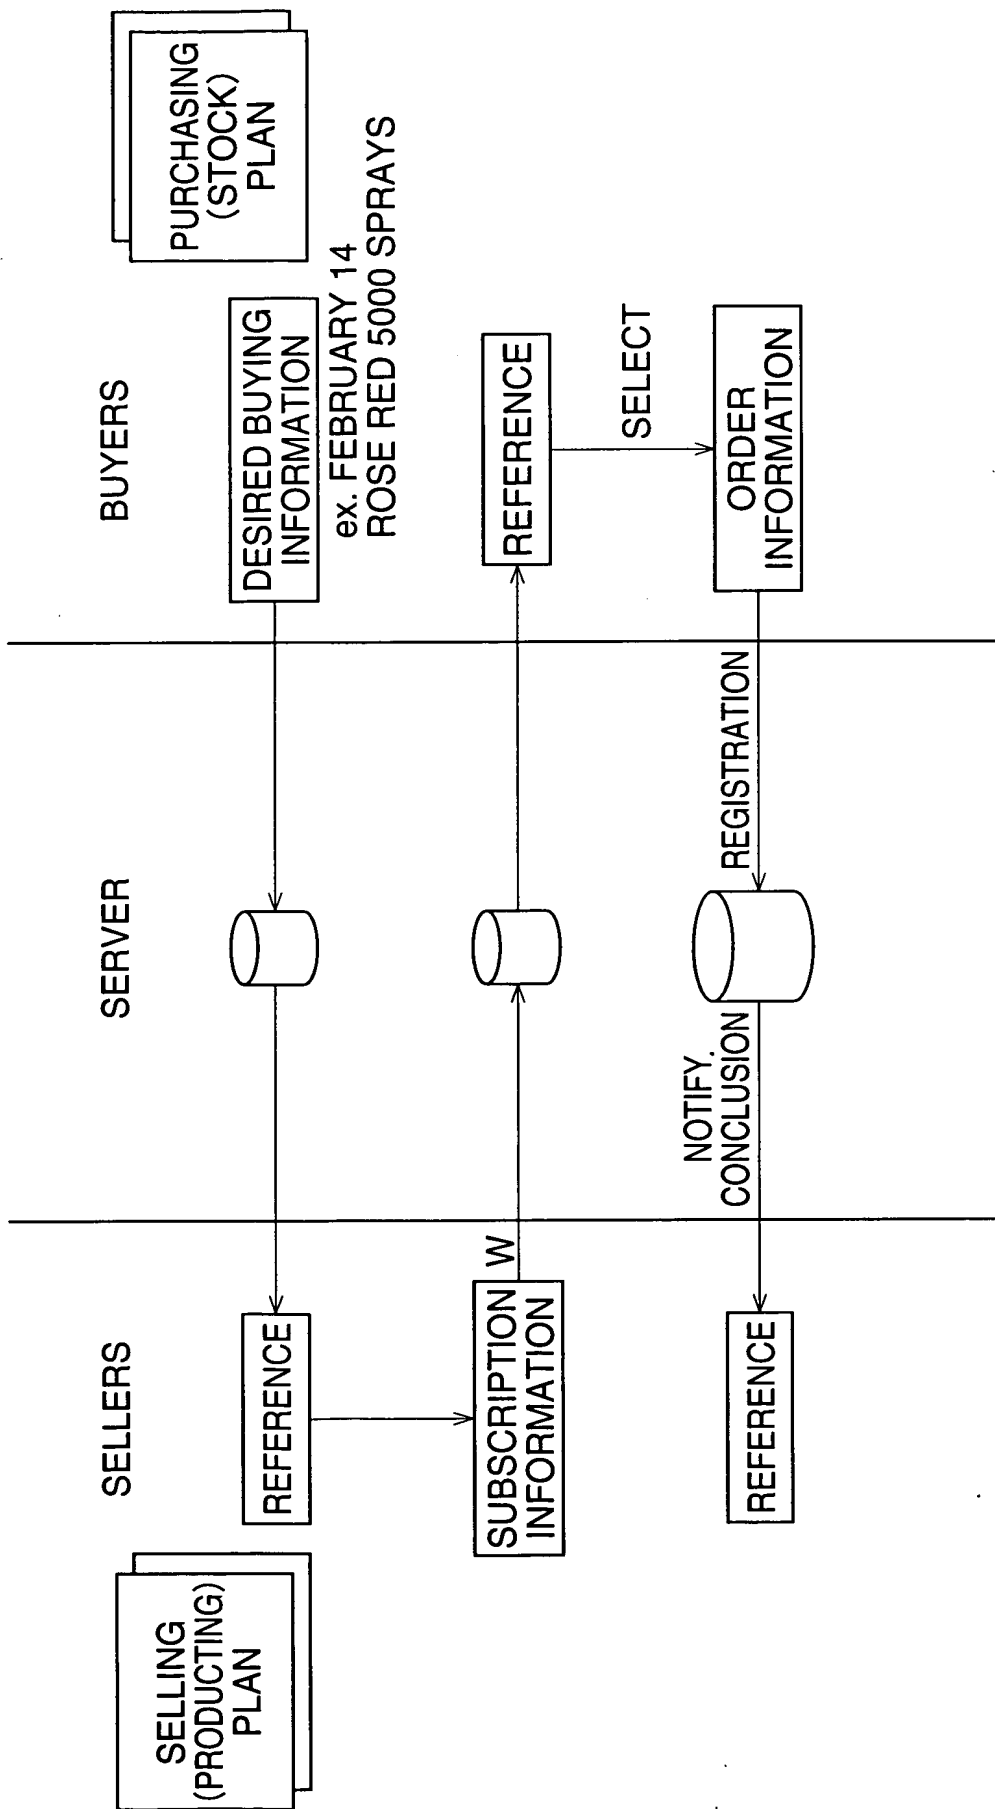 SELLERS
SERVER
BUYERS
SELLING
(PRODUCTING)
PLAN
PURCHASING
(STOCK)
PLAN
REFERENCE
DESIRED BUYING
INFORMATION
ex. FEBRUARY 14
ROSE RED 5000 SPRAYS
SUBSCRIPTION
INFORMATION
W
REFERENCE
SELECT
REFERENCE
NOTIFY.
CONCLUSION
REGISTRATION
ORDER
INFORMATION